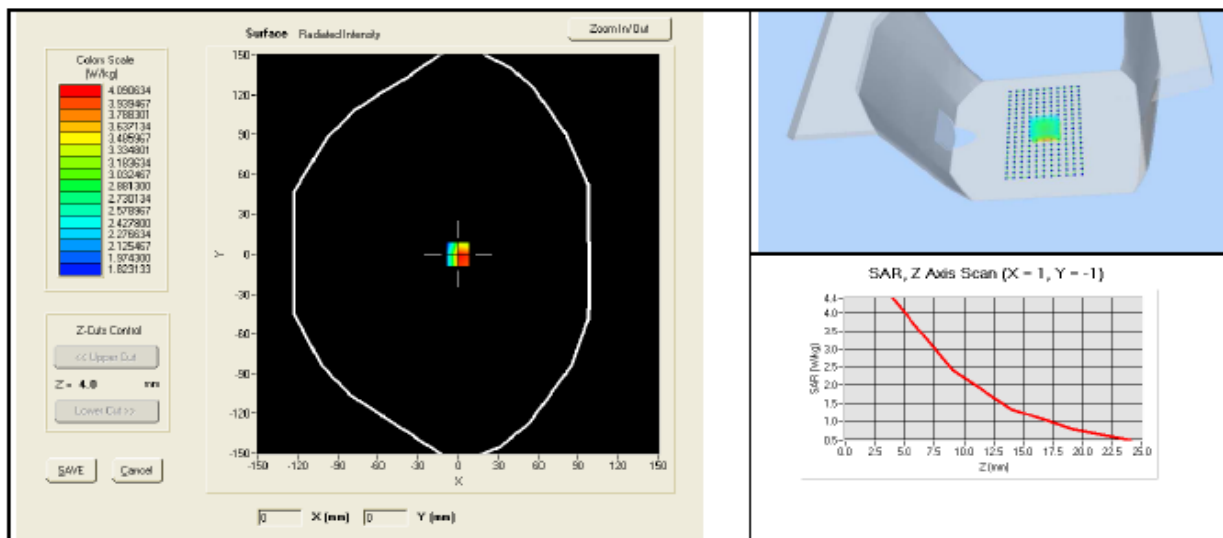 Surface Radiated Intensity
Zoom In/Out
Colors Scale
(W/kg)
4.090634
3.939467
3.788301
3.637134
3.485967
3.334801
3.183634
3.032467
2.881300
2.730134
2.578967
2.427800
2.276634
2.125467
1.974300
1.823133
Z-Cuts Control
<< Upper Cut
Z = 4.0 mm
Lower Cut >>
SAVE Cancel
150
120
90
60
30
0
-30
-60
-90
-120
-150
Y
-150 -120 -90 -60 -30 0 30 60 90 120 150
X
0 X (mm) 0 Y (mm)
SAR, Z Axis Scan (X = 1, Y = -1)
4.4
4.0
3.5
3.0
2.5
2.0
1.5
1.0
0.5
SAR (W/kg)
0.0 2.5 5.0 7.5 10.0 12.5 15.0 17.5 20.0 22.5 25.0
Z (mm)